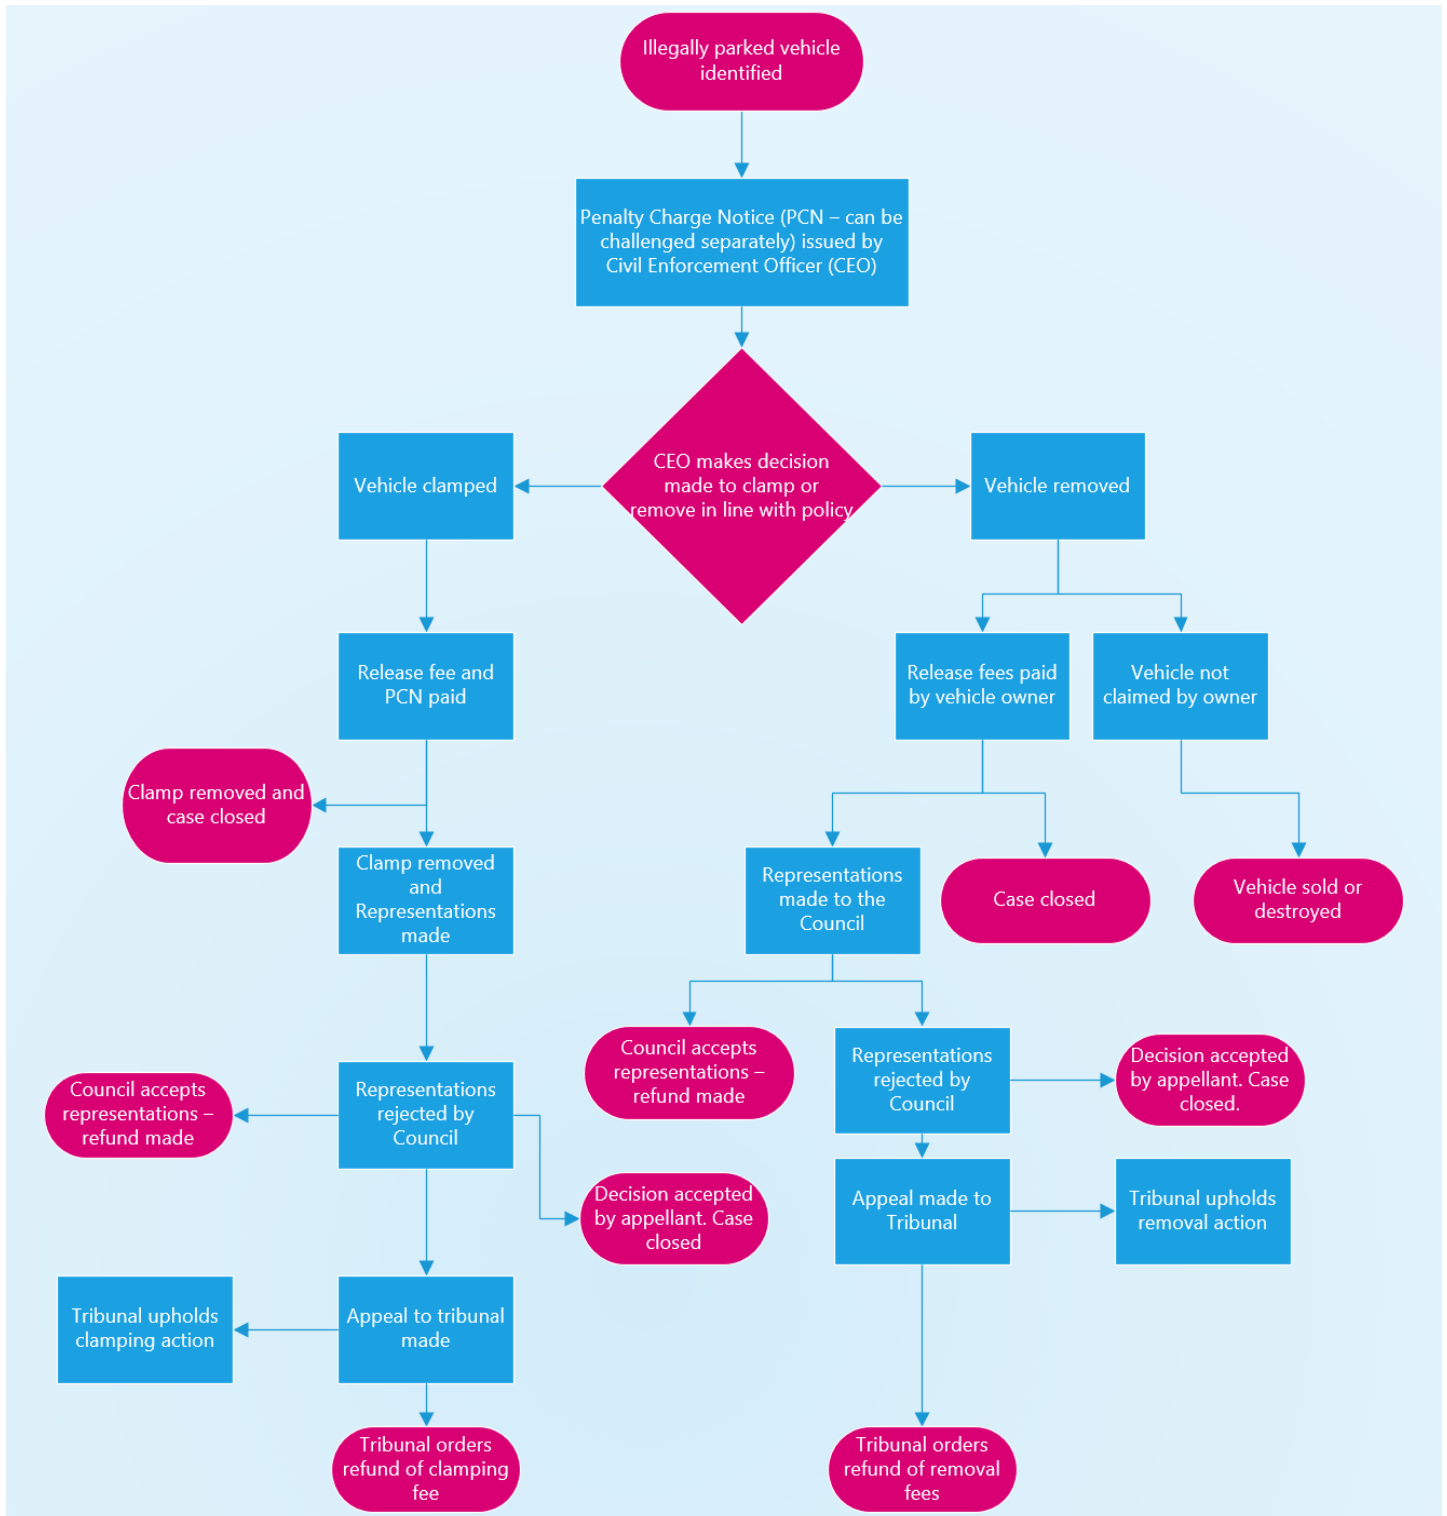 Illegally parked vehicle
identified
Penalty Charge Notice (PCN – can be
challenged separately) issued by
Civil Enforcement Officer (CEO)
CEO makes decision
made to clamp or
remove in line with policy
Vehicle clamped
Vehicle removed
Release fee and
PCN paid
Release fees paid
by vehicle owner
Vehicle not
claimed by owner
Clamp removed and
case closed
Clamp removed
and
Representations
made
Representations
made to the
Council
Case closed
Vehicle sold or
destroyed
Council accepts
representations –
refund made
Representations
rejected by
Council
Decision accepted
by appellant. Case
closed.
Council accepts
representations –
refund made
Representations
rejected by
Council
Decision accepted
by appellant. Case
closed
Appeal made to
Tribunal
Tribunal upholds
removal action
Tribunal upholds
clamping action
Appeal to tribunal
made
Tribunal orders
refund of clamping
fee
Tribunal orders
refund of removal
fees